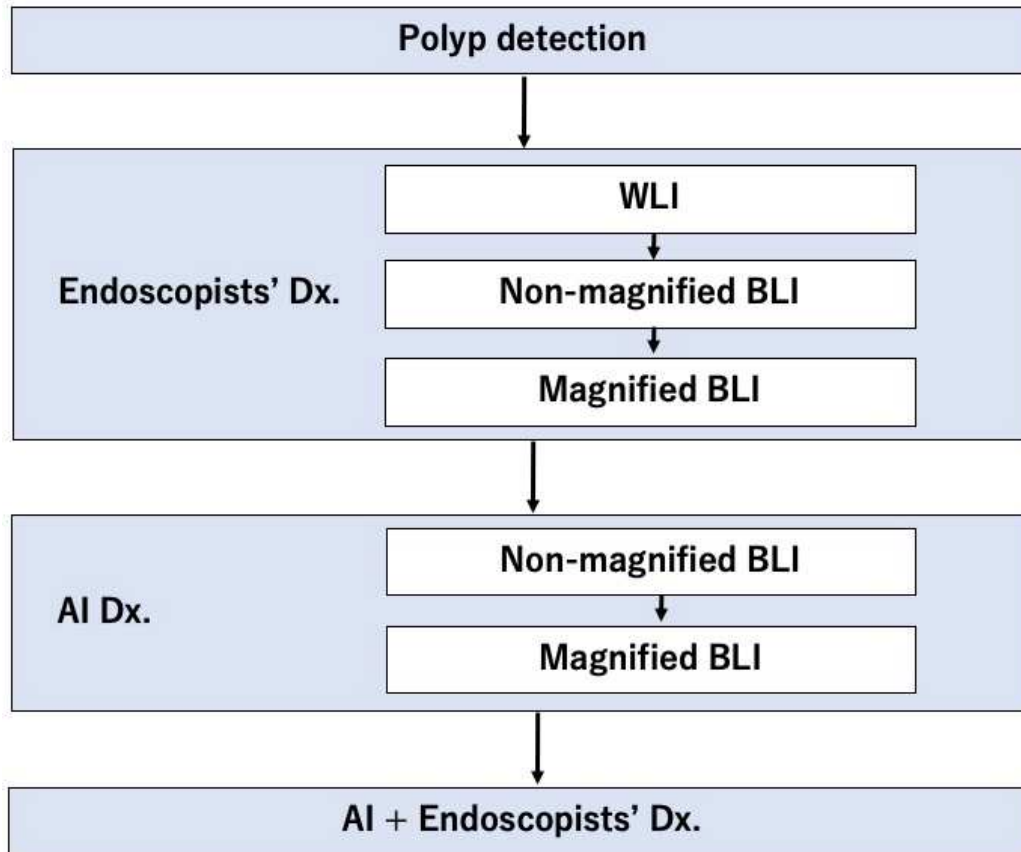 Polyp detection
WLI
Endoscopists’ Dx.
Non-magnified BLI
Magnified BLI
Non-magnified BLI
AI Dx.
Magnified BLI
AI + Endoscopists’ Dx.